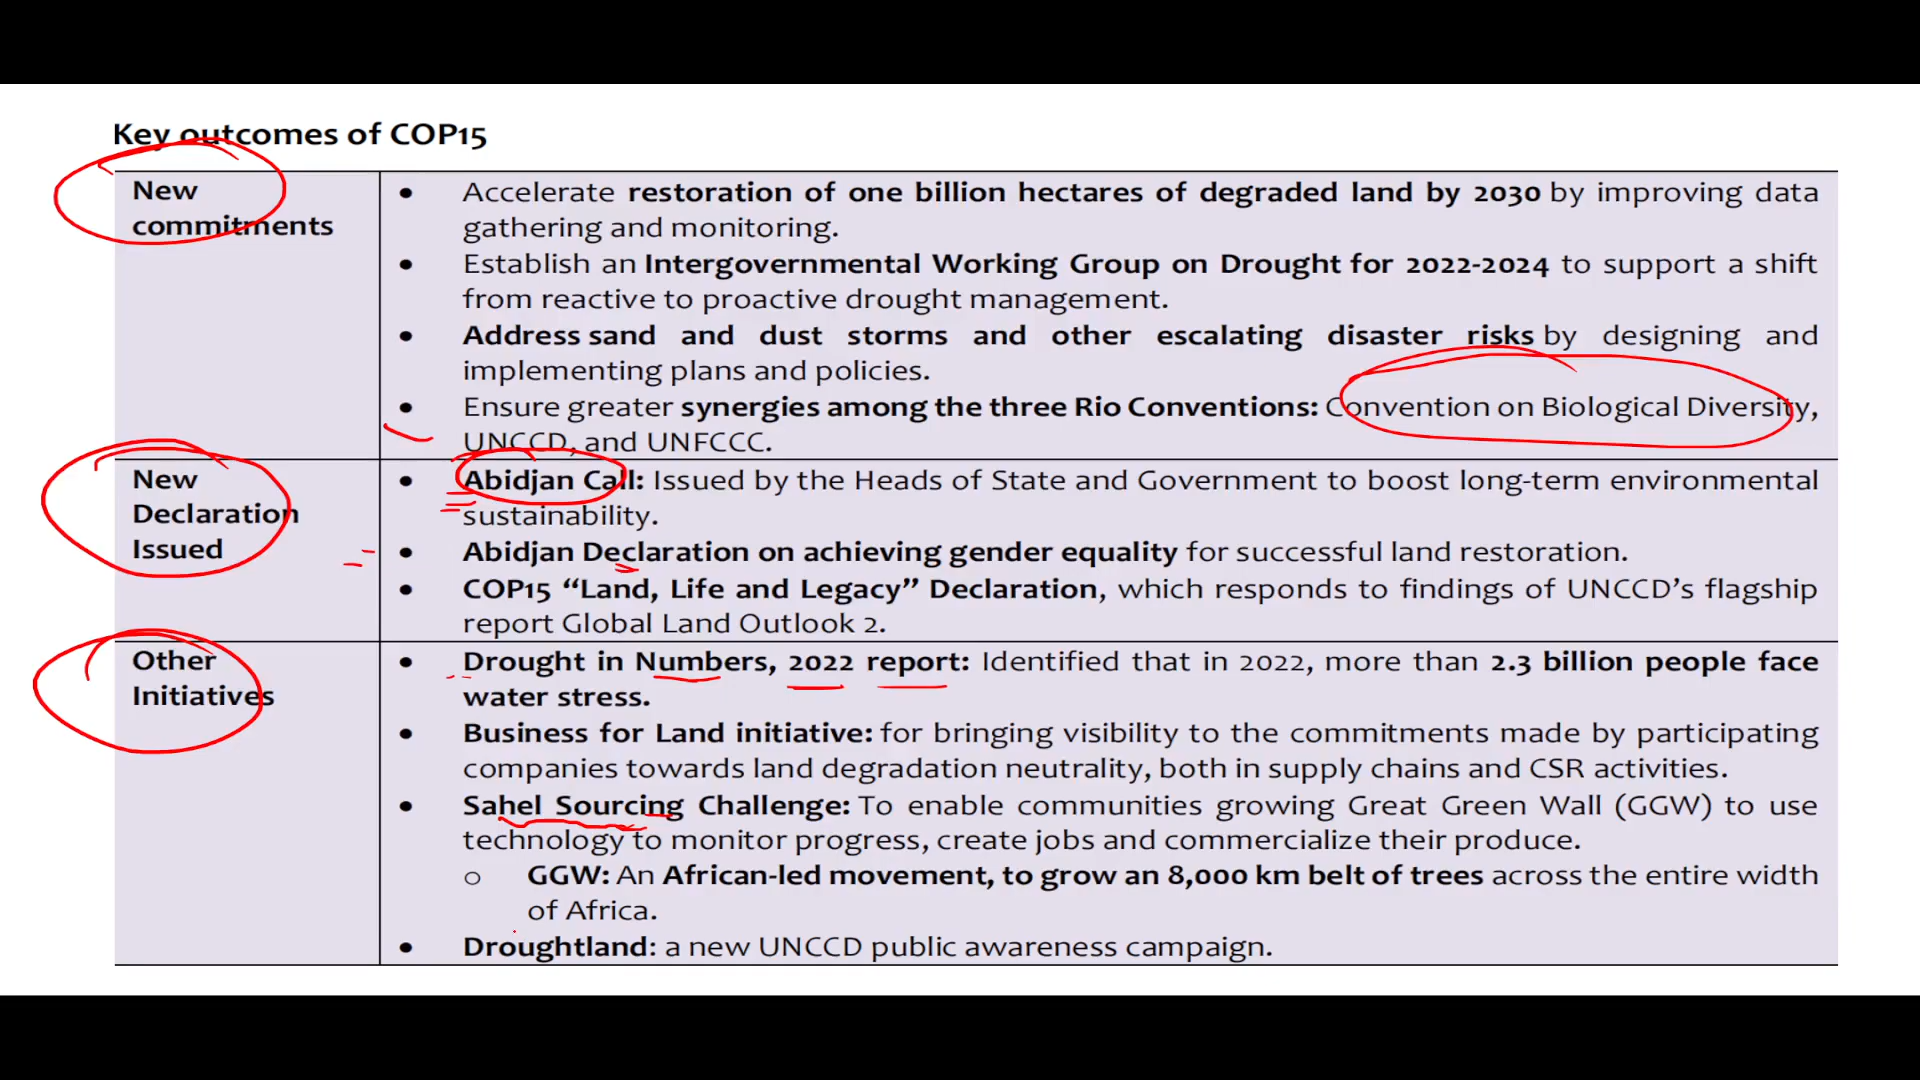 Key outcomes of COP15
New
commitments
• Accelerate restoration of one billion hectares of degraded land by 2030 by improving data
gathering and monitoring.
• Establish an Intergovernmental Working Group on Drought for 2022-2024 to support a shift
from reactive to proactive drought management.
• Address sand and dust storms and other escalating disaster risks by designing and
implementing plans and policies.
• Ensure greater synergies among the three Rio Conventions: Convention on Biological Diversity,
UNCCD, and UNFCCC.
New
Declaration
Issued
• Abidjan Call: Issued by the Heads of State and Government to boost long-term environmental
sustainability.
• Abidjan Declaration on achieving gender equality for successful land restoration.
• COP15 “Land, Life and Legacy” Declaration, which responds to findings of UNCCD’s flagship
report Global Land Outlook 2.
Other
Initiatives
• Drought in Numbers, 2022 report: Identified that in 2022, more than 2.3 billion people face
water stress.
• Business for Land initiative: for bringing visibility to the commitments made by participating
companies towards land degradation neutrality, both in supply chains and CSR activities.
• Sahel Sourcing Challenge: To enable communities growing Great Green Wall (GGW) to use
technology to monitor progress, create jobs and commercialize their produce.
o GGW: An African-led movement, to grow an 8,000 km belt of trees across the entire width
of Africa.
• Droughtland: a new UNCCD public awareness campaign.